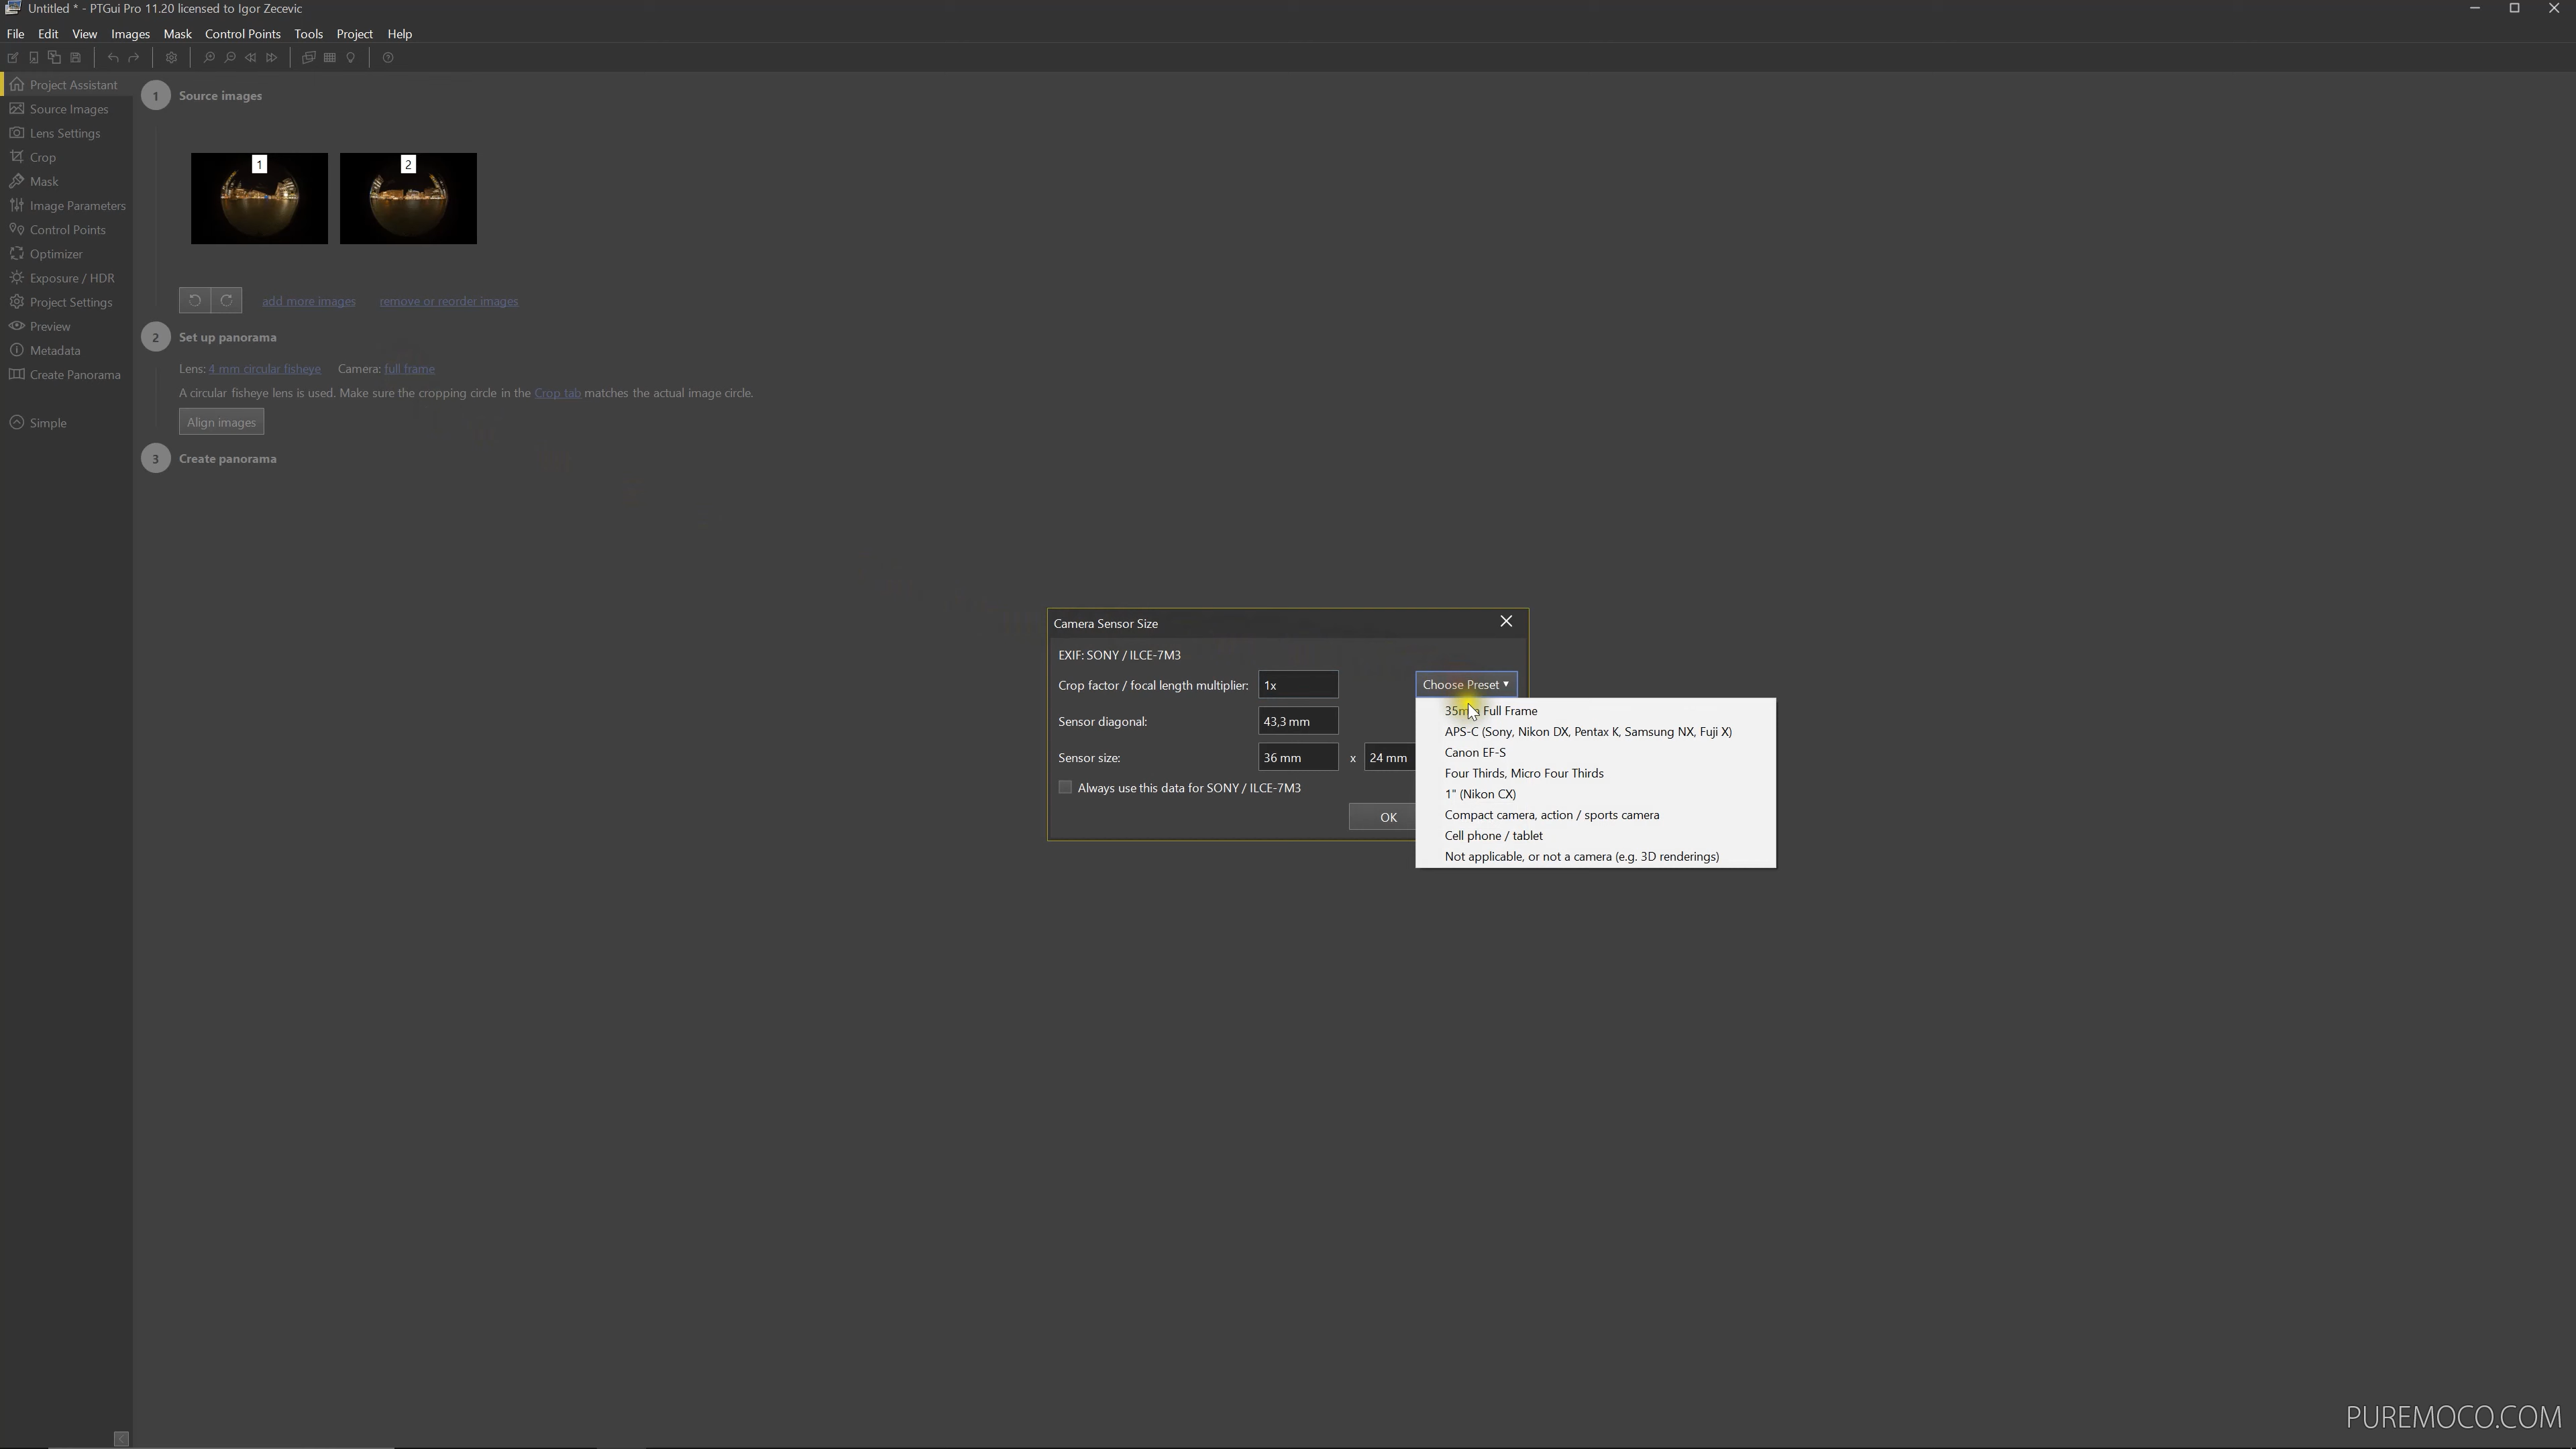 Untitled * - PTGui Pro 11.20 licensed to Igor Zecevic
File Edit View Images Mask Control Points Tools Project Help
Project Assistant
Source Images
Lens Settings
Crop
Mask
Image Parameters
Control Points
Optimizer
Exposure / HDR
Project Settings
Preview
Metadata
Create Panorama
Simple
1 Source images
1 2
add more images remove or reorder images
2 Set up panorama
Lens: 4 mm circular fisheye Camera: full frame
A circular fisheye lens is used. Make sure the cropping circle in the Crop tab matches the actual image circle.
Align images
3 Create panorama
Camera Sensor Size
EXIF: SONY / ILCE-7M3
Crop factor / focal length multiplier: 1x Choose Preset
Sensor diagonal: 43,3 mm
Sensor size: 36 mm x 24 mm
Always use this data for SONY / ILCE-7M3
OK
Full Frame
APS-C (Sony, Nikon DX, Pentax K, Samsung NX, Fuji X)
Canon EF-S
Four Thirds, Micro Four Thirds
1" (Nikon CX)
Compact camera, action / sports camera
Cell phone / tablet
Not applicable, or not a camera (e.g. 3D renderings)
PUREMOCO.COM